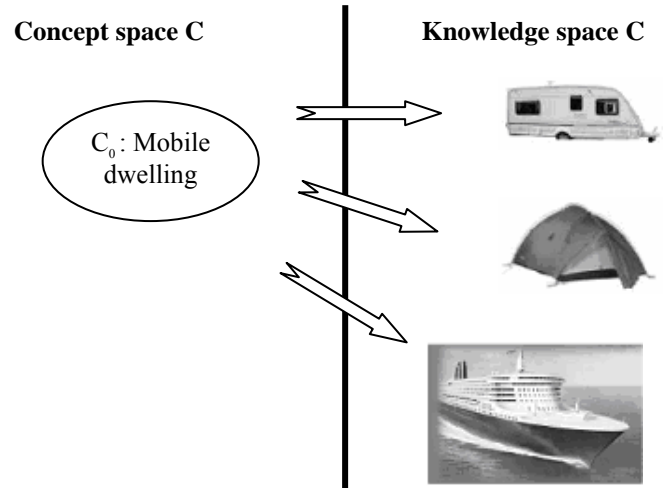 Concept space C
Knowledge space C
C₀ : Mobile
dwelling